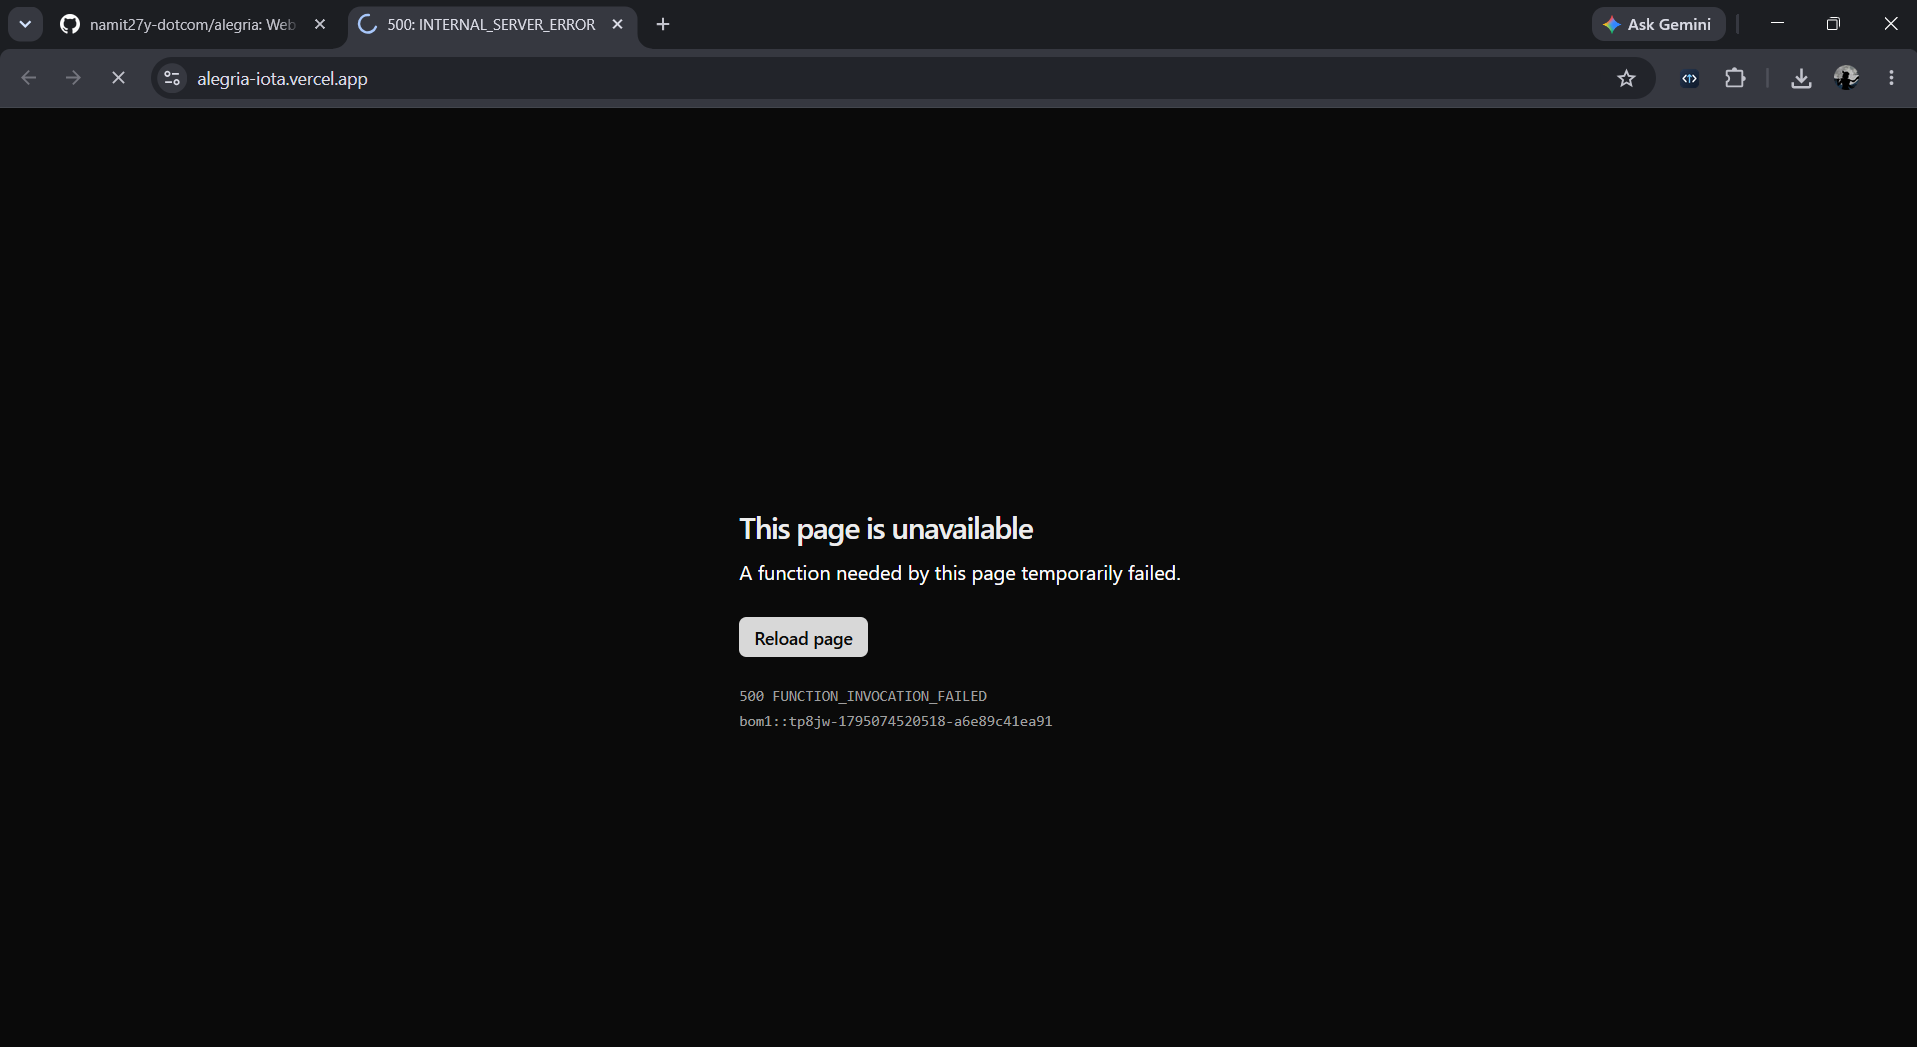 namit27y-dotcom/alegria: Web
500: INTERNAL_SERVER_ERROR
Ask Gemini
alegria-iota.vercel.app
This page is unavailable
A function needed by this page temporarily failed.
Reload page
500 FUNCTION_INVOCATION_FAILED
bom1::tp8jw-1795074520518-a6e89c41ea91